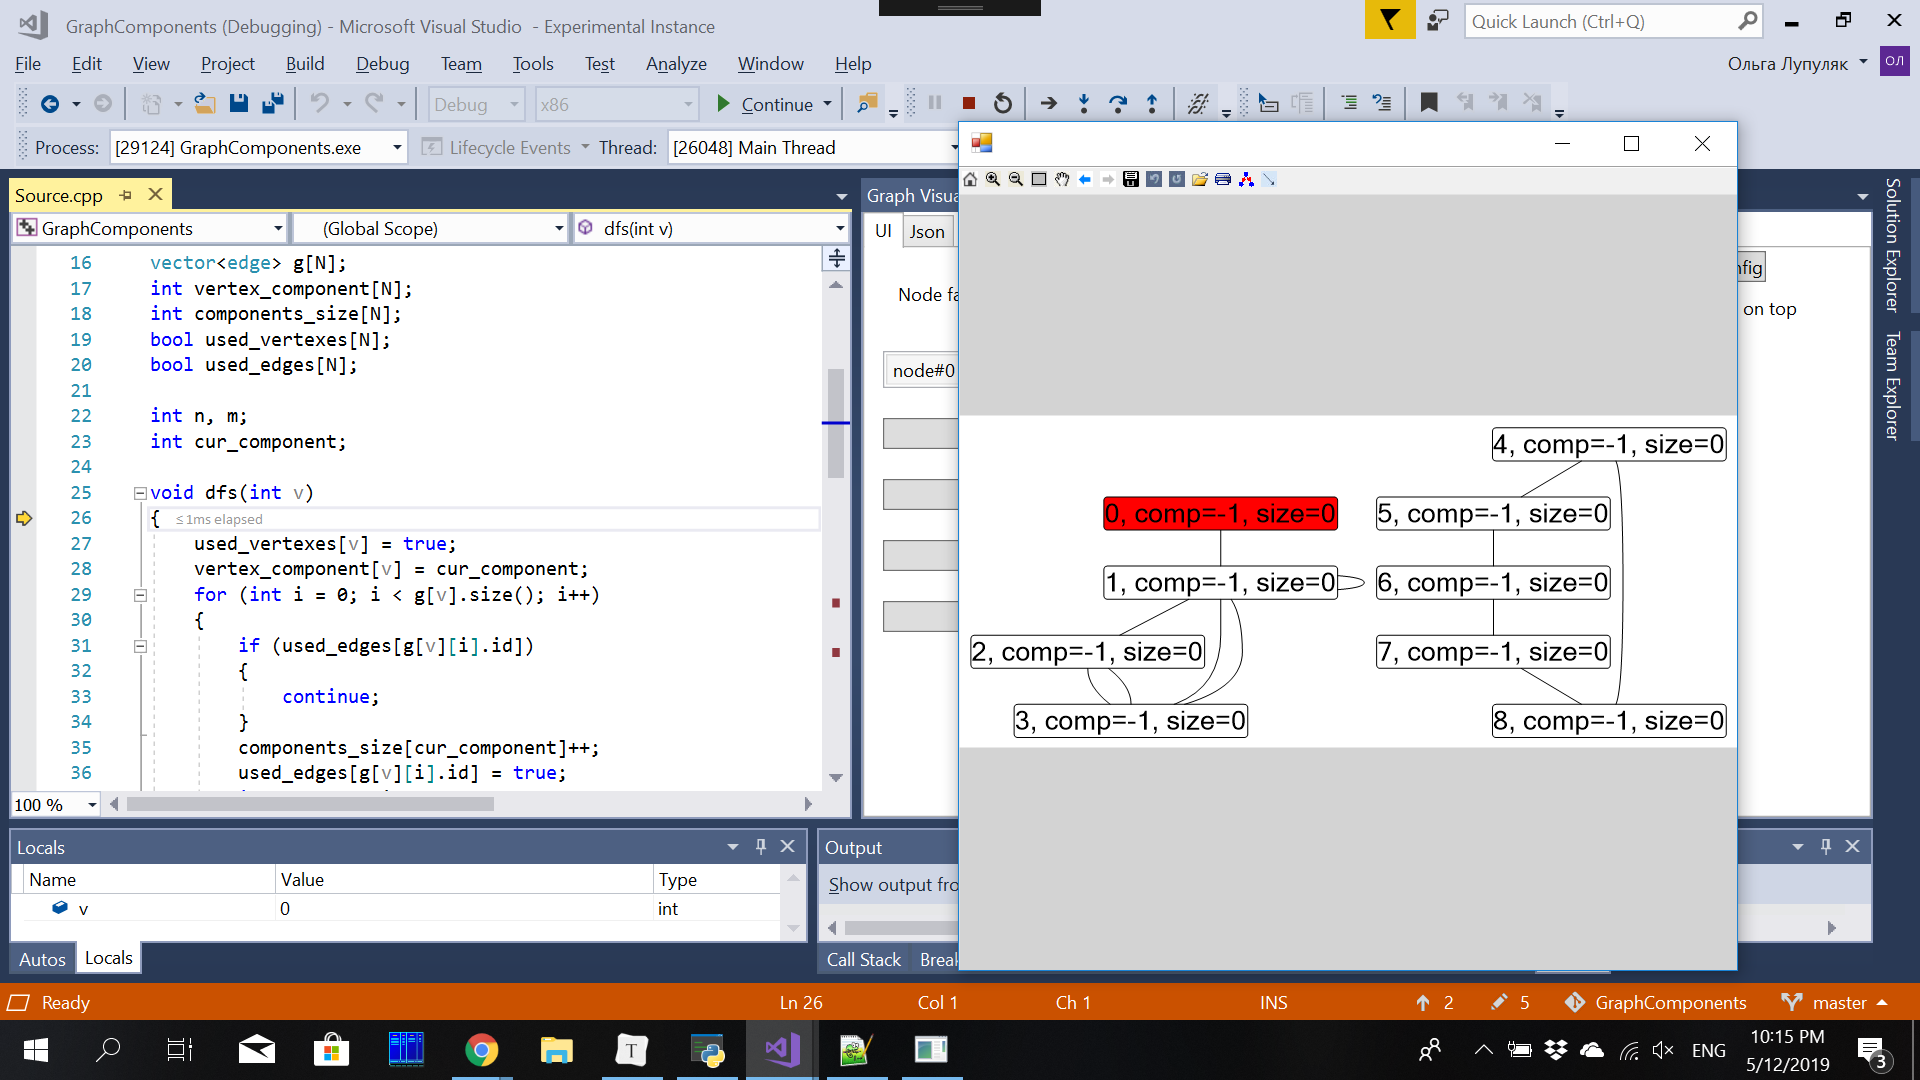 GraphComponents (Debugging) - Microsoft Visual Studio - Experimental Instance
Quick Launch (Ctrl+Q)
File Edit View Project Build Debug Team Tools Test Analyze Window Help
Ольга Лупуляк ОЛ
Debug x86 Continue
Process: [29124] GraphComponents.exe Lifecycle Events Thread: [26048] Main Thread
Source.cpp
GraphComponents (Global Scope) dfs(int v)
16 vector<edge> g[N];
17 int vertex_component[N];
18 int components_size[N];
19 bool used_vertexes[N];
20 bool used_edges[N];
21
22 int n, m;
23 int cur_component;
24
25 void dfs(int v)
26 { ≤ 1ms elapsed
27 used_vertexes[v] = true;
28 vertex_component[v] = cur_component;
29 for (int i = 0; i < g[v].size(); i++)
30 {
31 if (used_edges[g[v][i].id])
32 {
33 continue;
34 }
35 components_size[cur_component]++;
36 used_edges[g[v][i].id] = true;
100 %
Graph Visua
UI Json
Node fa
node#0
nfig
on top
4, comp=-1, size=0
0, comp=-1, size=0
5, comp=-1, size=0
1, comp=-1, size=0
6, comp=-1, size=0
2, comp=-1, size=0
7, comp=-1, size=0
3, comp=-1, size=0
8, comp=-1, size=0
Solution Explorer
Team Explorer
Locals
Name Value Type
v 0 int
Autos Locals
Output
Show output fro
Call Stack Break
Ready Ln 26 Col 1 Ch 1 INS 2 5 GraphComponents master
T
ENG
10:15 PM
5/12/2019
3